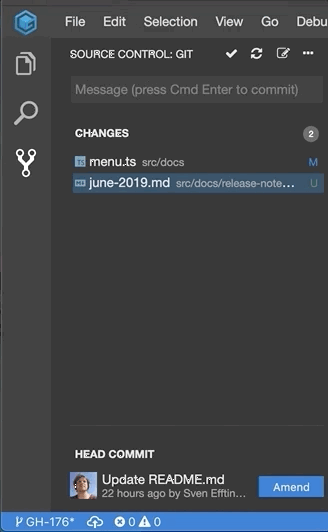 File Edit Selection View Go Debu
SOURCE CONTROL: GIT
Message (press Cmd Enter to commit)
CHANGES 2
TS menu.ts src/docs M
june-2019.md src/docs/release-note... U
HEAD COMMIT
Update README.md
22 hours ago by Sven Efftin...
Amend
GH-176* 0 0